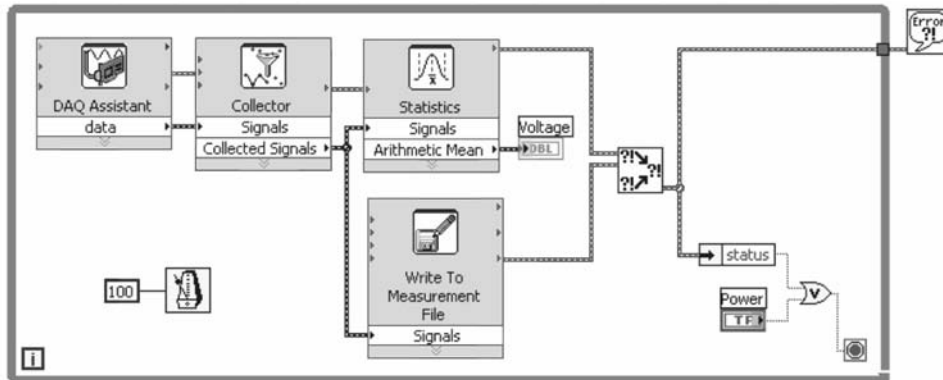 Error
?!
DAQ Assistant
data
Collector
Signals
Collected Signals
x
Statistics
Signals
Arithmetic Mean
Voltage
DBL
?!
?!
?!
Write To
Measurement
File
Signals
100
status
Power
TF
V
i